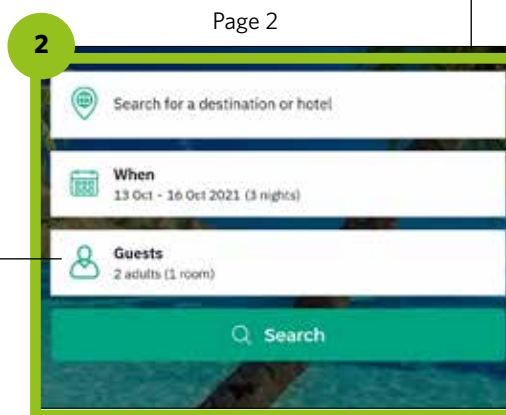 Page 2
2
Search for a destination or hotel
When
13 Oct - 16 Oct 2021 (3 nights)
Guests
2 adults (1 room)
Search